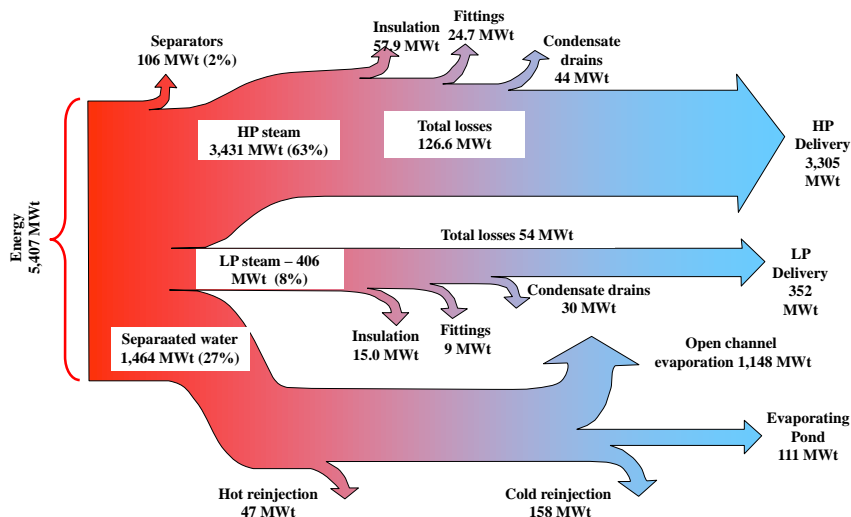 Separators
106 MWt (2%)
Insulation
57.9 MWt
Fittings
24.7 MWt
Condensate
drains
44 MWt
HP steam
3,431 MWt (63%)
Total losses
126.6 MWt
HP
Delivery
3,305
MWt
Energy
5,407 MWt
Total losses 54 MWt
LP steam – 406
MWt (8%)
LP
Delivery
352
MWt
Condensate drains
30 MWt
Insulation
15.0 MWt
Fittings
9 MWt
Separaated water
1,464 MWt (27%)
Open channel
evaporation 1,148 MWt
Evaporating
Pond
111 MWt
Hot reinjection
47 MWt
Cold reinjection
158 MWt